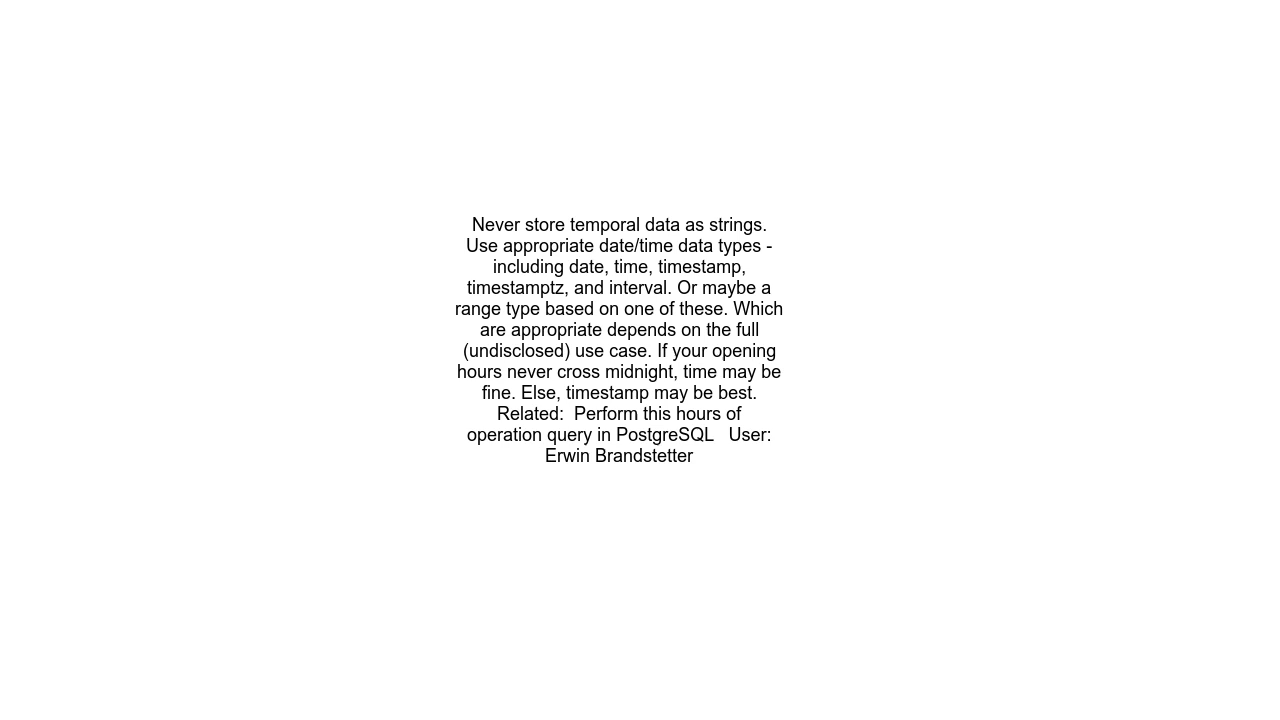 Never store temporal data as strings.
Use appropriate date/time data types -
including date, time, timestamp,
timestamptz, and interval. Or maybe a
range type based on one of these. Which
are appropriate depends on the full
(undisclosed) use case. If your opening
hours never cross midnight, time may be
fine. Else, timestamp may be best.
Related:  Perform this hours of
operation query in PostgreSQL   User:
Erwin Brandstetter